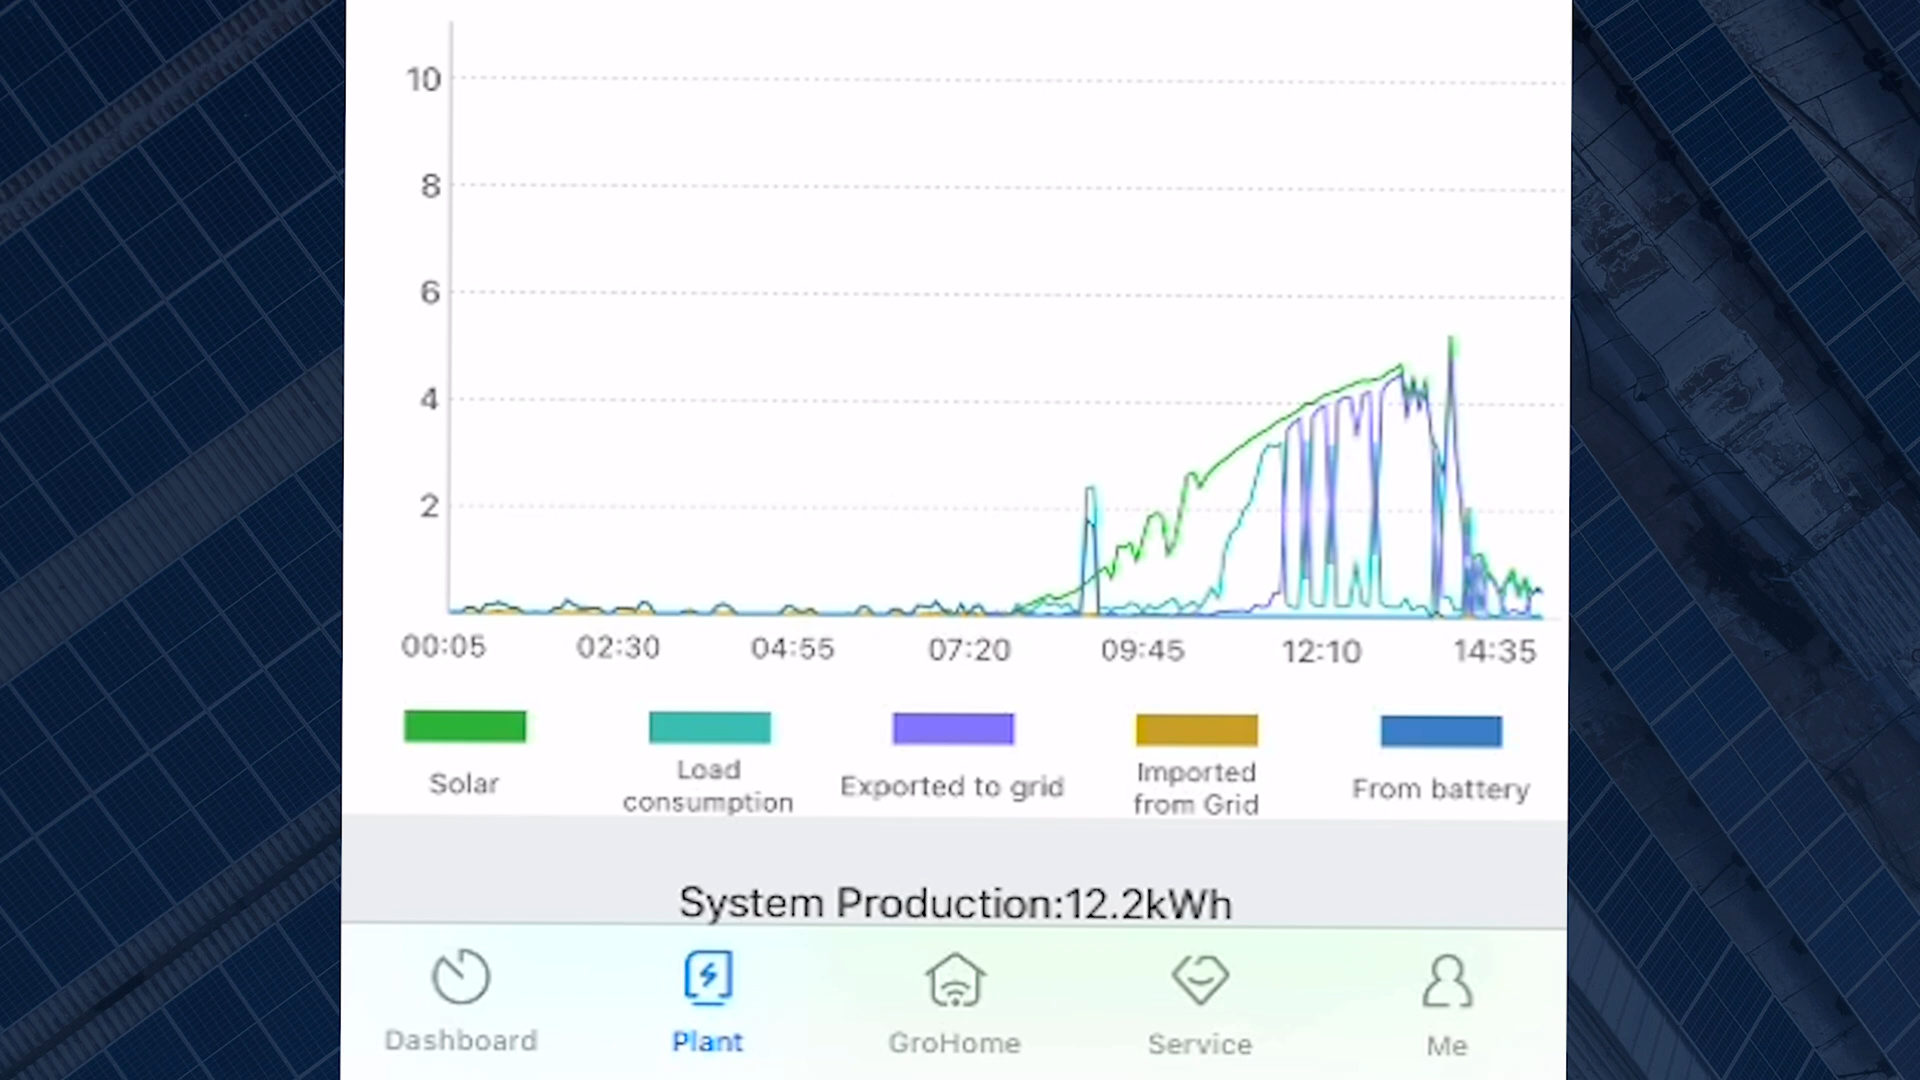 10
8
6
4
2
00:05 02:30 04:55 07:20 09:45 12:10 14:35
Solar
Load
consumption
Exported to grid
Imported
from Grid
From battery
System Production:12.2kWh
Dashboard Plant GroHome Service Me